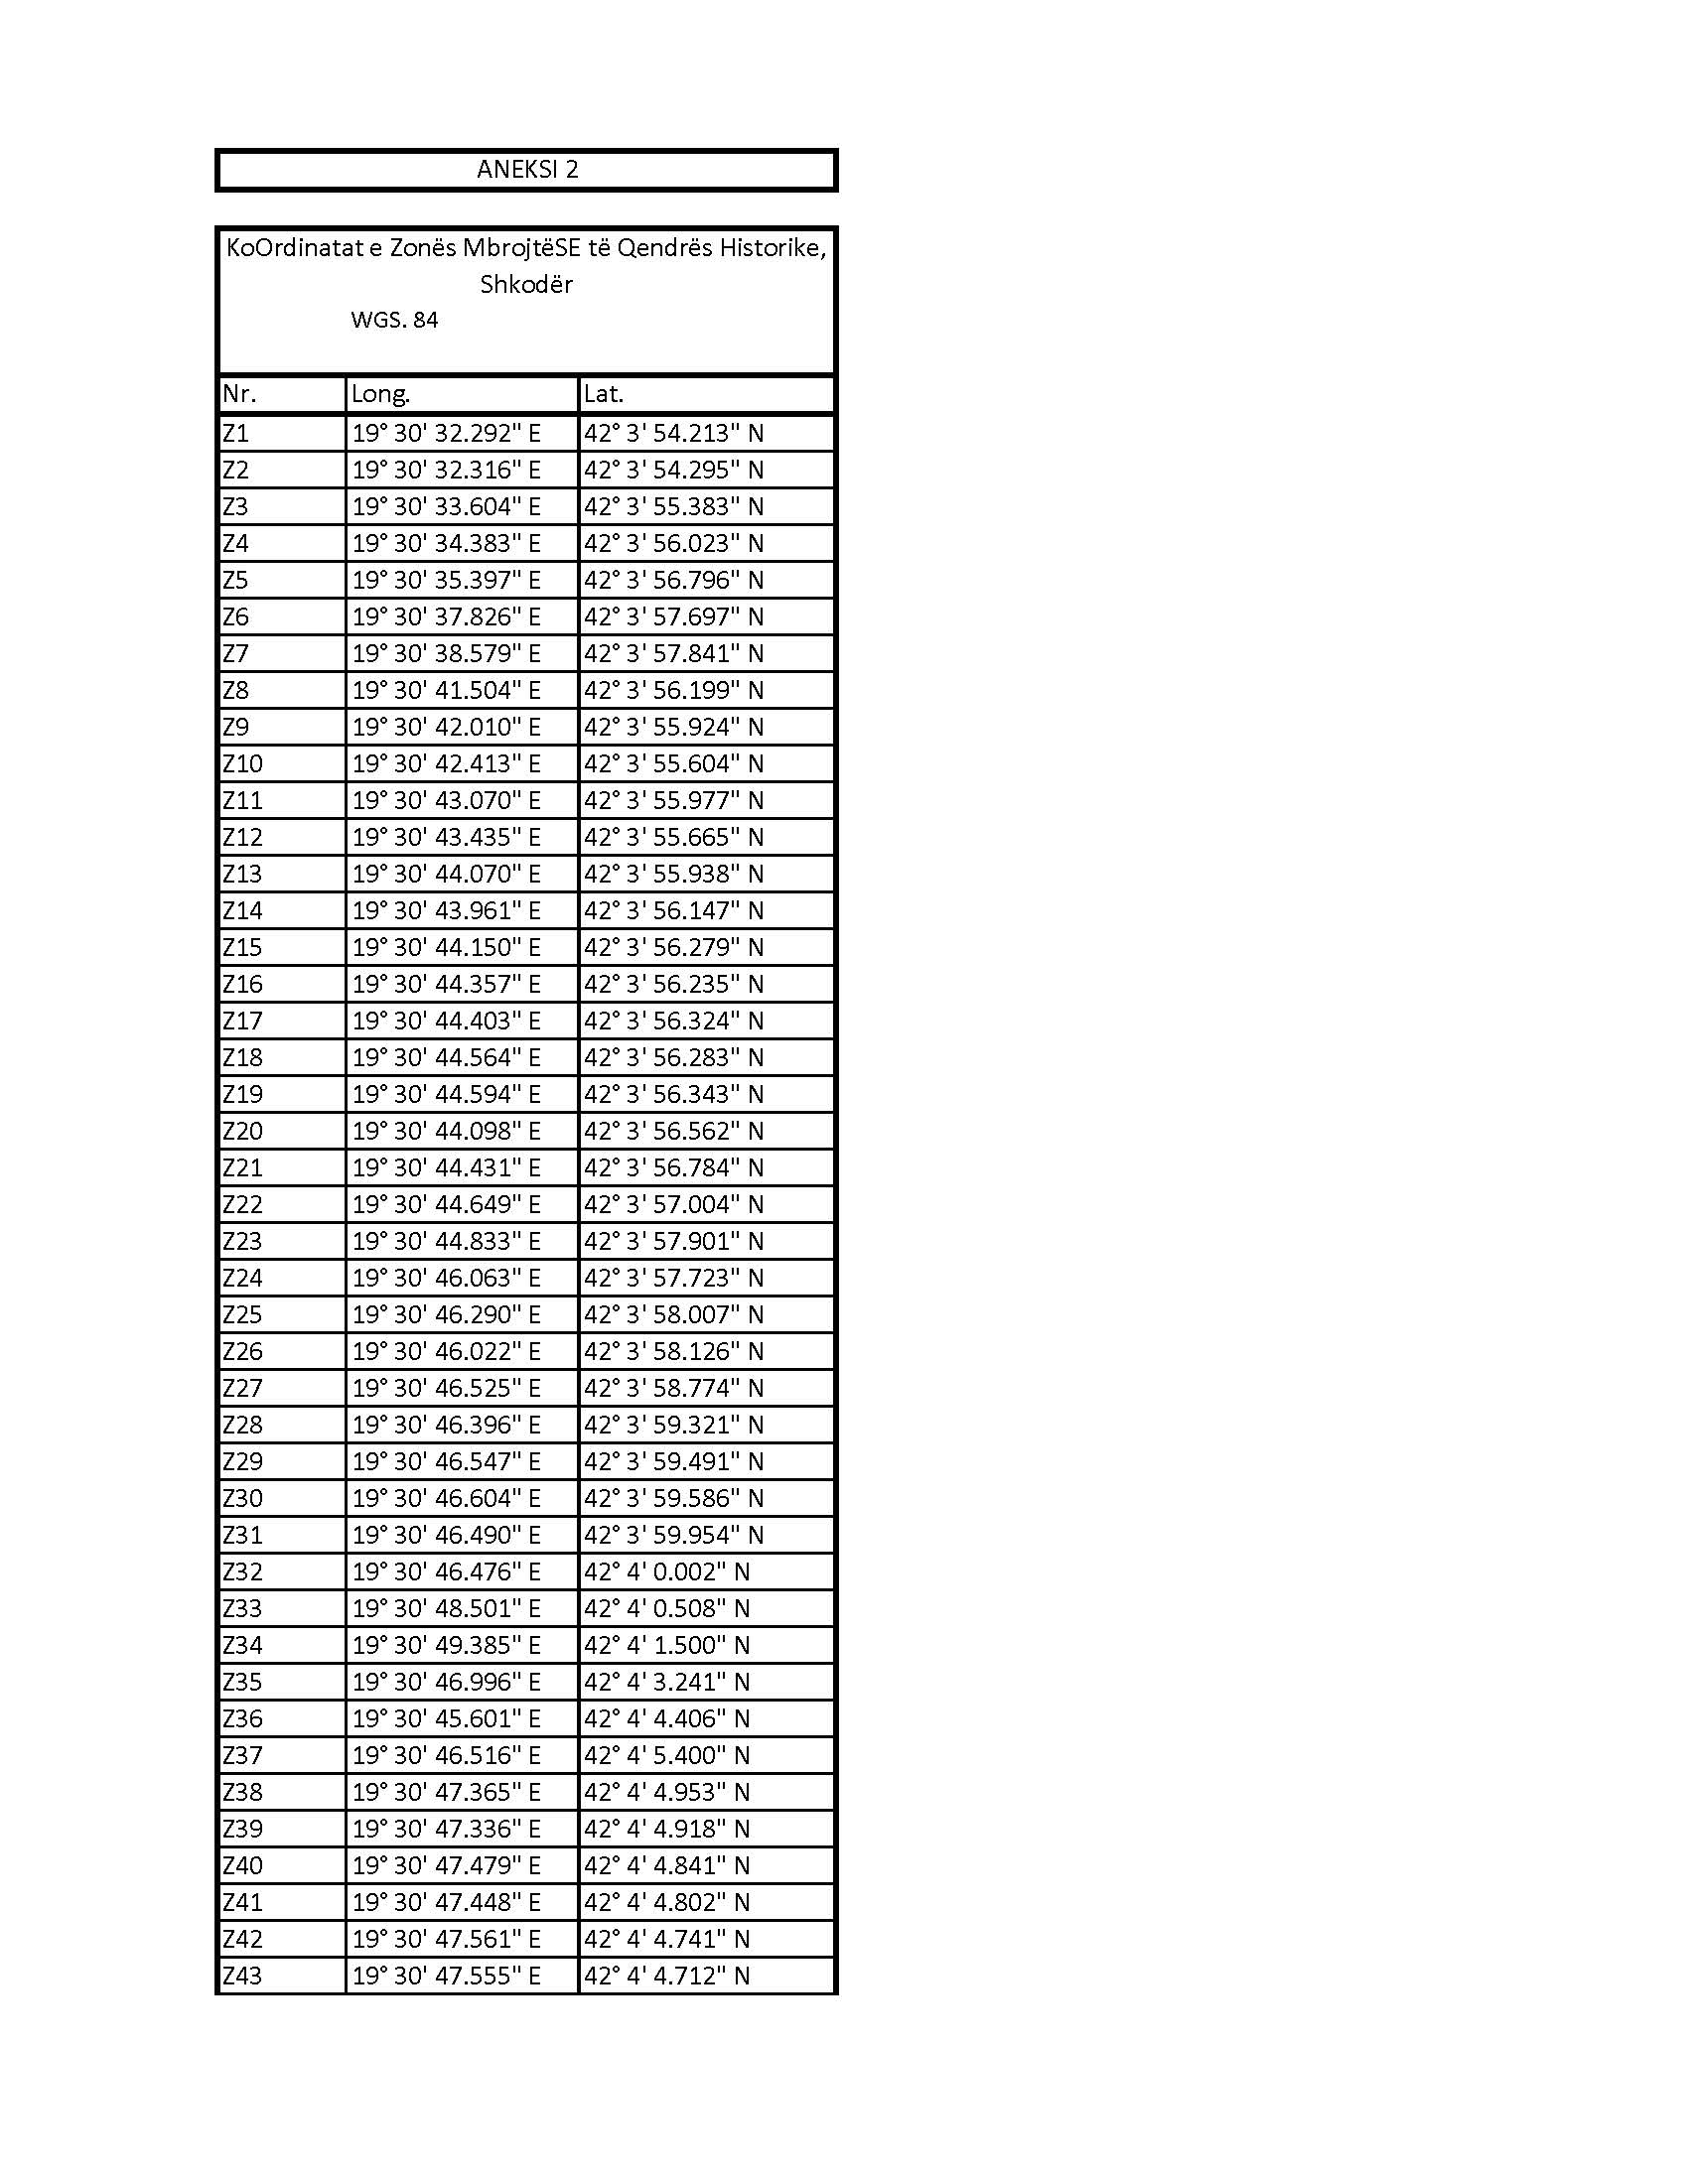 ANEKSI 2
KoOrdinatat e Zonës MbrojtëSE të Qendrës Historike,
Shkodër
WGS. 84
Nr. Long. Lat.
Z1 19° 30' 32.292" E 42° 3' 54.213" N
Z2 19° 30' 32.316" E 42° 3' 54.295" N
Z3 19° 30' 33.604" E 42° 3' 55.383" N
Z4 19° 30' 34.383" E 42° 3' 56.023" N
Z5 19° 30' 35.397" E 42° 3' 56.796" N
Z6 19° 30' 37.826" E 42° 3' 57.697" N
Z7 19° 30' 38.579" E 42° 3' 57.841" N
Z8 19° 30' 41.504" E 42° 3' 56.199" N
Z9 19° 30' 42.010" E 42° 3' 55.924" N
Z10 19° 30' 42.413" E 42° 3' 55.604" N
Z11 19° 30' 43.070" E 42° 3' 55.977" N
Z12 19° 30' 43.435" E 42° 3' 55.665" N
Z13 19° 30' 44.070" E 42° 3' 55.938" N
Z14 19° 30' 43.961" E 42° 3' 56.147" N
Z15 19° 30' 44.150" E 42° 3' 56.279" N
Z16 19° 30' 44.357" E 42° 3' 56.235" N
Z17 19° 30' 44.403" E 42° 3' 56.324" N
Z18 19° 30' 44.564" E 42° 3' 56.283" N
Z19 19° 30' 44.594" E 42° 3' 56.343" N
Z20 19° 30' 44.098" E 42° 3' 56.562" N
Z21 19° 30' 44.431" E 42° 3' 56.784" N
Z22 19° 30' 44.649" E 42° 3' 57.004" N
Z23 19° 30' 44.833" E 42° 3' 57.901" N
Z24 19° 30' 46.063" E 42° 3' 57.723" N
Z25 19° 30' 46.290" E 42° 3' 58.007" N
Z26 19° 30' 46.022" E 42° 3' 58.126" N
Z27 19° 30' 46.525" E 42° 3' 58.774" N
Z28 19° 30' 46.396" E 42° 3' 59.321" N
Z29 19° 30' 46.547" E 42° 3' 59.491" N
Z30 19° 30' 46.604" E 42° 3' 59.586" N
Z31 19° 30' 46.490" E 42° 3' 59.954" N
Z32 19° 30' 46.476" E 42° 4' 0.002" N
Z33 19° 30' 48.501" E 42° 4' 0.508" N
Z34 19° 30' 49.385" E 42° 4' 1.500" N
Z35 19° 30' 46.996" E 42° 4' 3.241" N
Z36 19° 30' 45.601" E 42° 4' 4.406" N
Z37 19° 30' 46.516" E 42° 4' 5.400" N
Z38 19° 30' 47.365" E 42° 4' 4.953" N
Z39 19° 30' 47.336" E 42° 4' 4.918" N
Z40 19° 30' 47.479" E 42° 4' 4.841" N
Z41 19° 30' 47.448" E 42° 4' 4.802" N
Z42 19° 30' 47.561" E 42° 4' 4.741" N
Z43 19° 30' 47.555" E 42° 4' 4.712" N